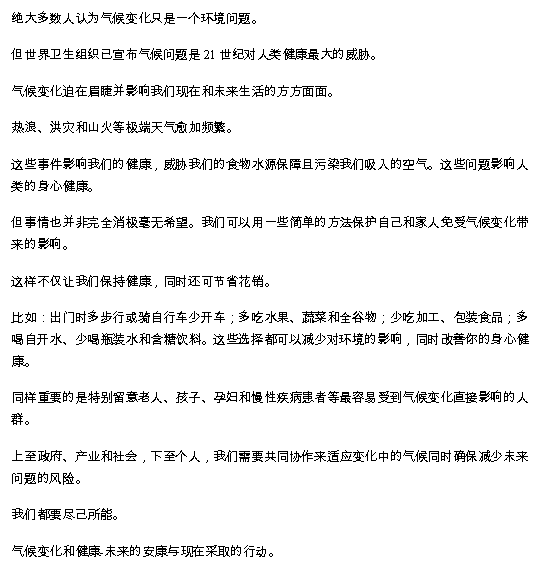 绝大多数人认为气候变化只是一个环境问题。
但世界卫生组织已宣布气候问题是 21 世纪对人类健康最大的威胁。
气候变化迫在眉睫并影响我们现在和未来生活的方方面面。
热浪、洪灾和山火等极端天气愈加频繁。
这些事件影响我们的健康，威胁我们的食物水源保障且污染我们吸入的空气。这些问题影响人
类的身心健康。
但事情也并非完全消极毫无希望。我们可以用一些简单的方法保护自己和家人免受气候变化带
来的影响。
这样不仅让我们保持健康，同时还可节省花销。
比如：出门时多步行或骑自行车少开车；多吃水果、蔬菜和全谷物；少吃加工、包装食品；多
喝自开水、少喝瓶装水和含糖饮料。这些选择都可以减少对环境的影响，同时改善你的身心健
康。
同样重要的是特别留意老人、孩子、孕妇和慢性疾病患者等最容易受到气候变化直接影响的人
群。
上至政府、产业和社会，下至个人，我们需要共同协作来适应变化中的气候同时确保减少未来
问题的风险。
我们都要尽己所能。
气候变化和健康-未来的安康与现在采取的行动。